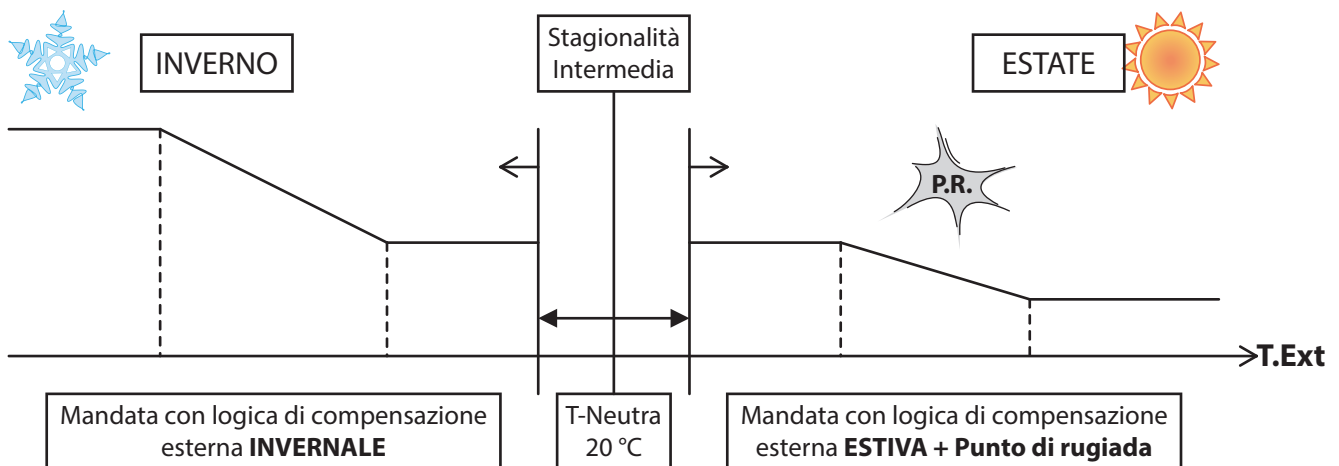 INVERNO
Stagionalità
Intermedia
ESTATE
P.R.
T.Ext
Mandata con logica di compensazione
esterna INVERNALE
T-Neutra
20 °C
Mandata con logica di compensazione
esterna ESTIVA + Punto di rugiada